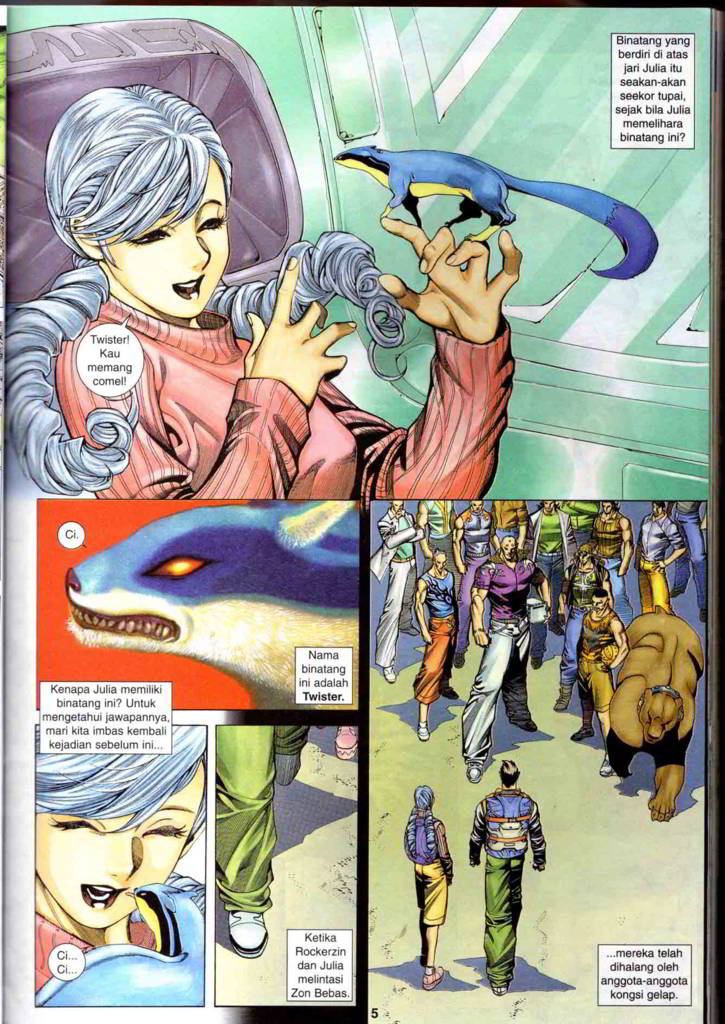 Binatang yang
berdiri di atas
jari Julia itu
seakan-akan
seekor tupai,
sejak bila Julia
memelihara
binatang ini?
Twister!
Kau
memang
comel!
Ci.
Nama
binatang
ini adalah
Twister.
Kenapa Julia memiliki
binatang ini? Untuk
mengetahui jawapannya,
mari kita imbas kembali
kejadian sebelum ini...
Ci...
Ci...
Ketika
Rockerzin
dan Julia
melintasi
Zon Bebas.
...mereka telah
dihalang oleh
anggota-anggota
kongsi gelap.
5